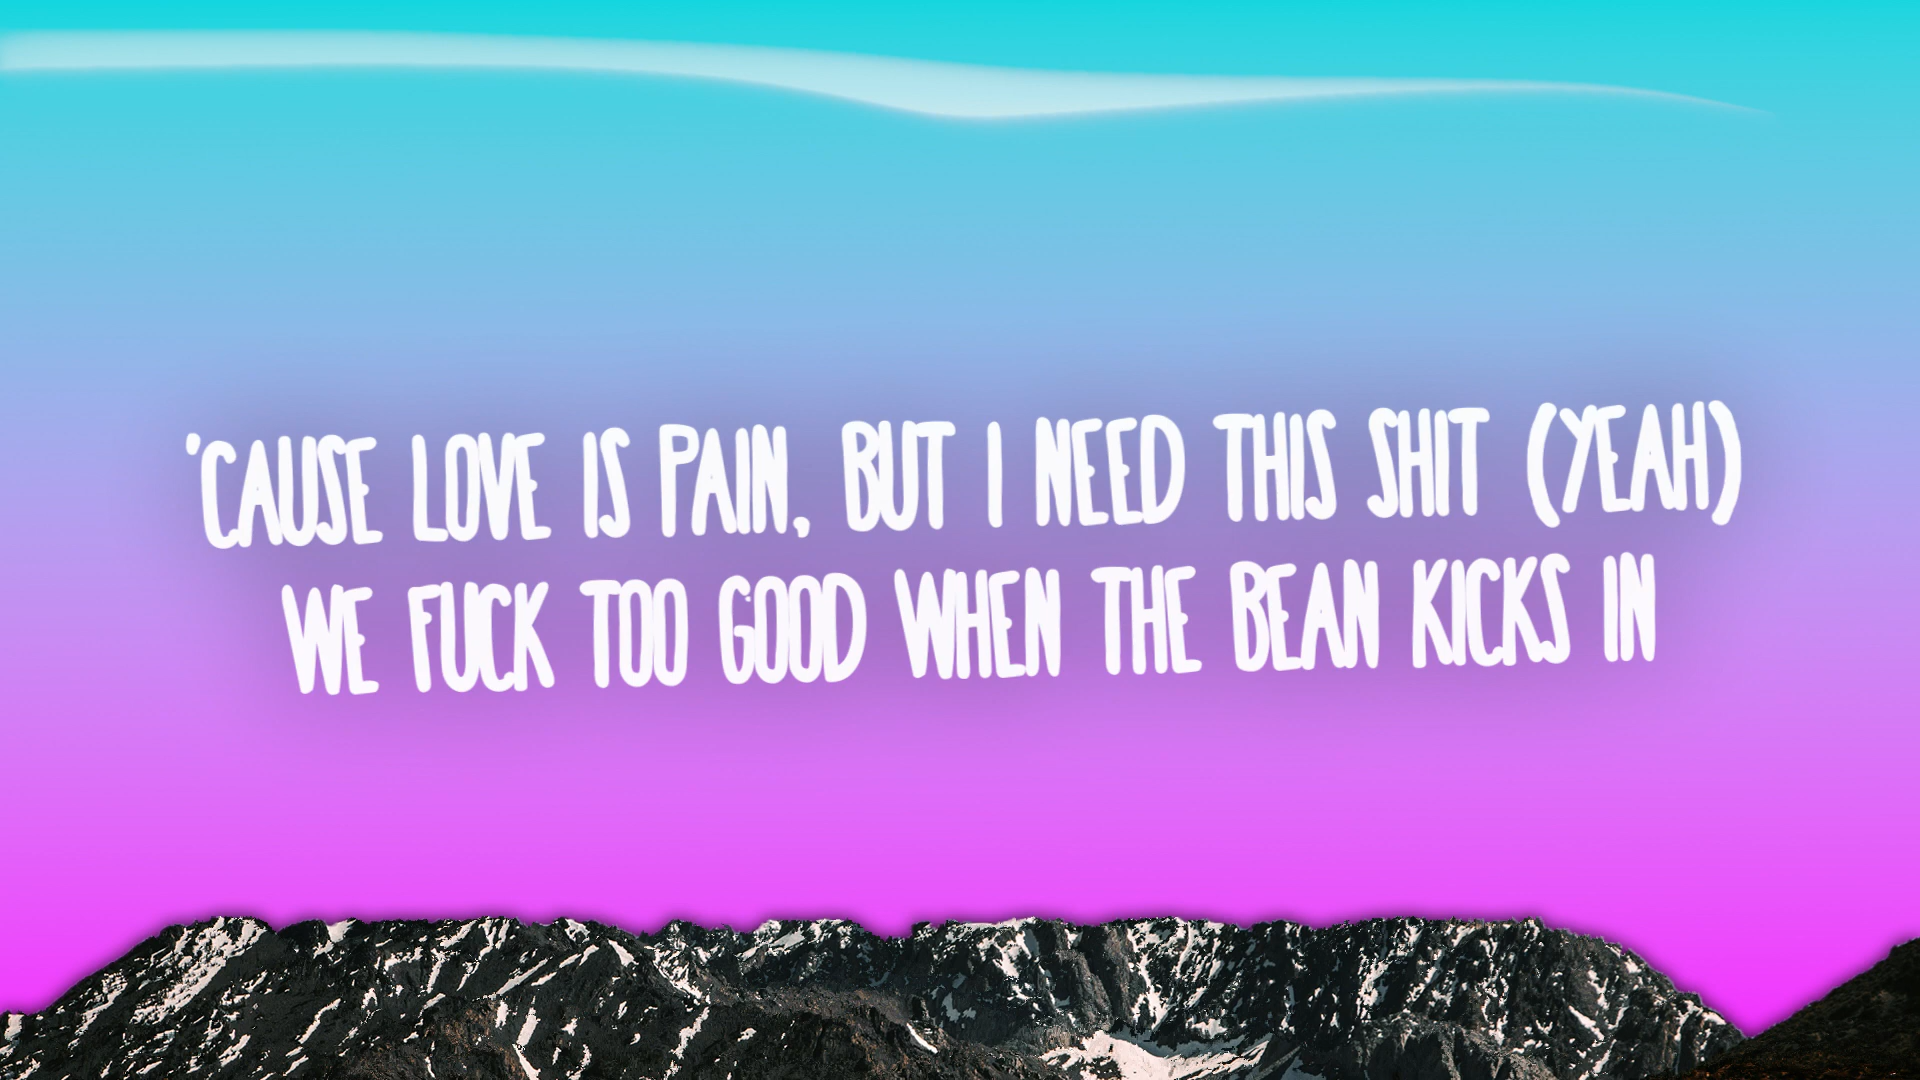 'CAUSE LOVE IS PAIN, BUT I NEED THIS SHIT (YEAH)
WE FUCK TOO GOOD WHEN THE BEAN KICKS IN